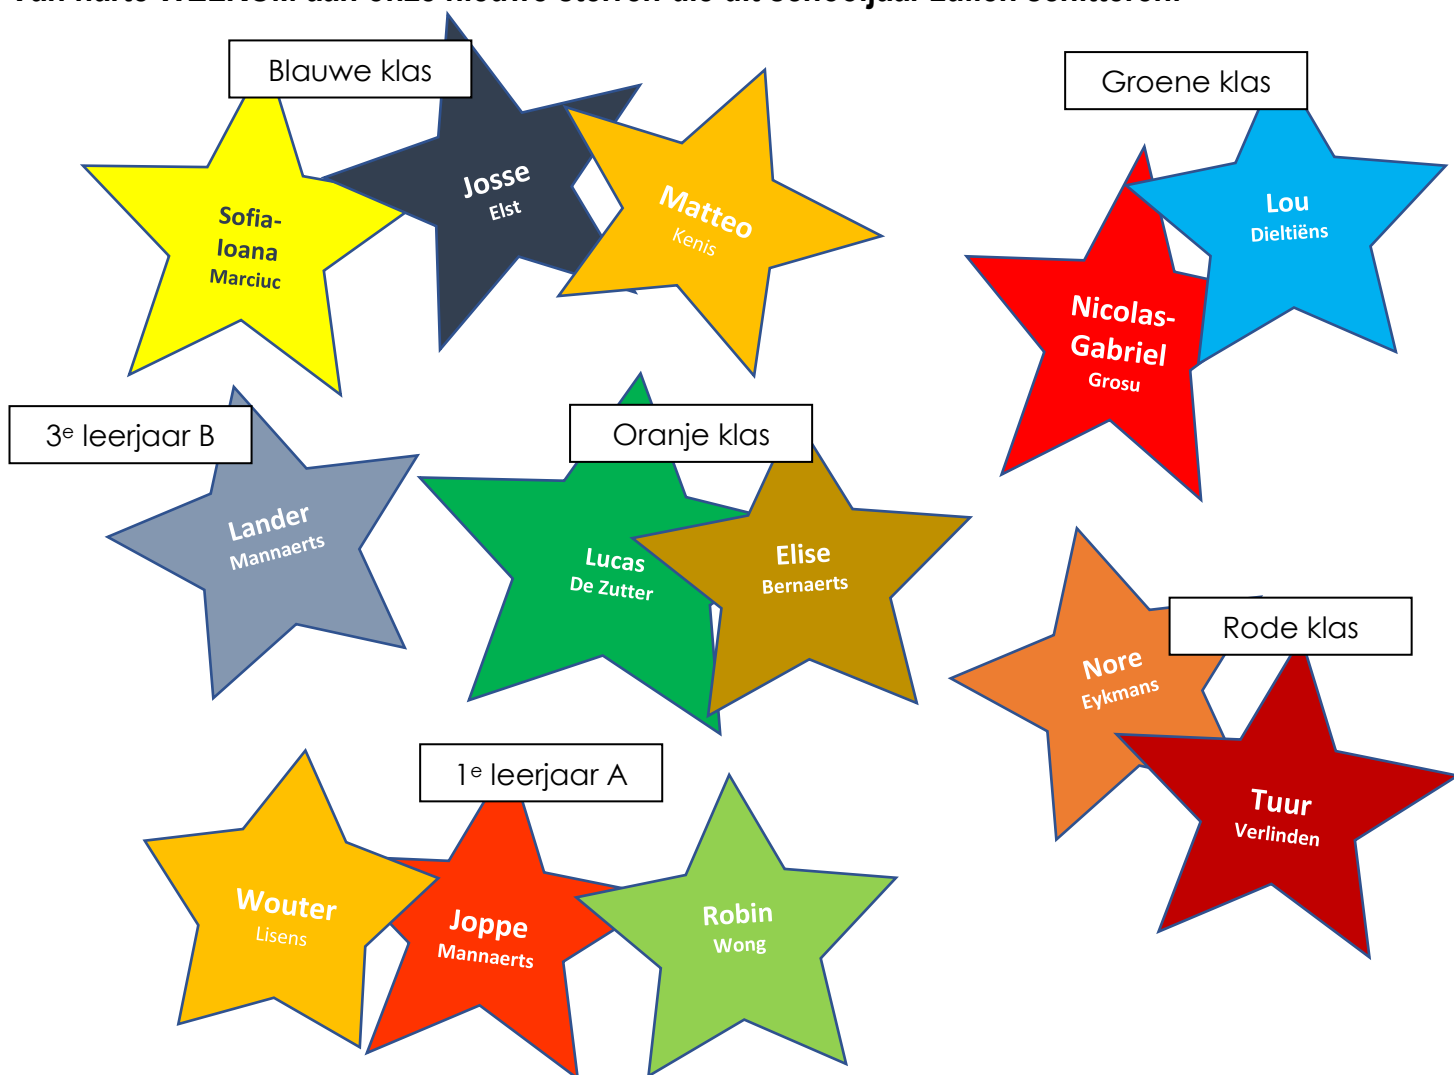 Blauwe klas
Sofia-
Ioana
Marciuc
Josse
Elst
Matteo
Kenis
Groene klas
Nicolas-
Gabriel
Grosu
Lou
Dieltiëns
3e leerjaar B
Lander
Mannaerts
Oranje klas
Lucas
De Zutter
Elise
Bernaerts
Rode klas
Nore
Eykmans
Tuur
Verlinden
1e leerjaar A
Wouter
Lisens
Joppe
Mannaerts
Robin
Wong